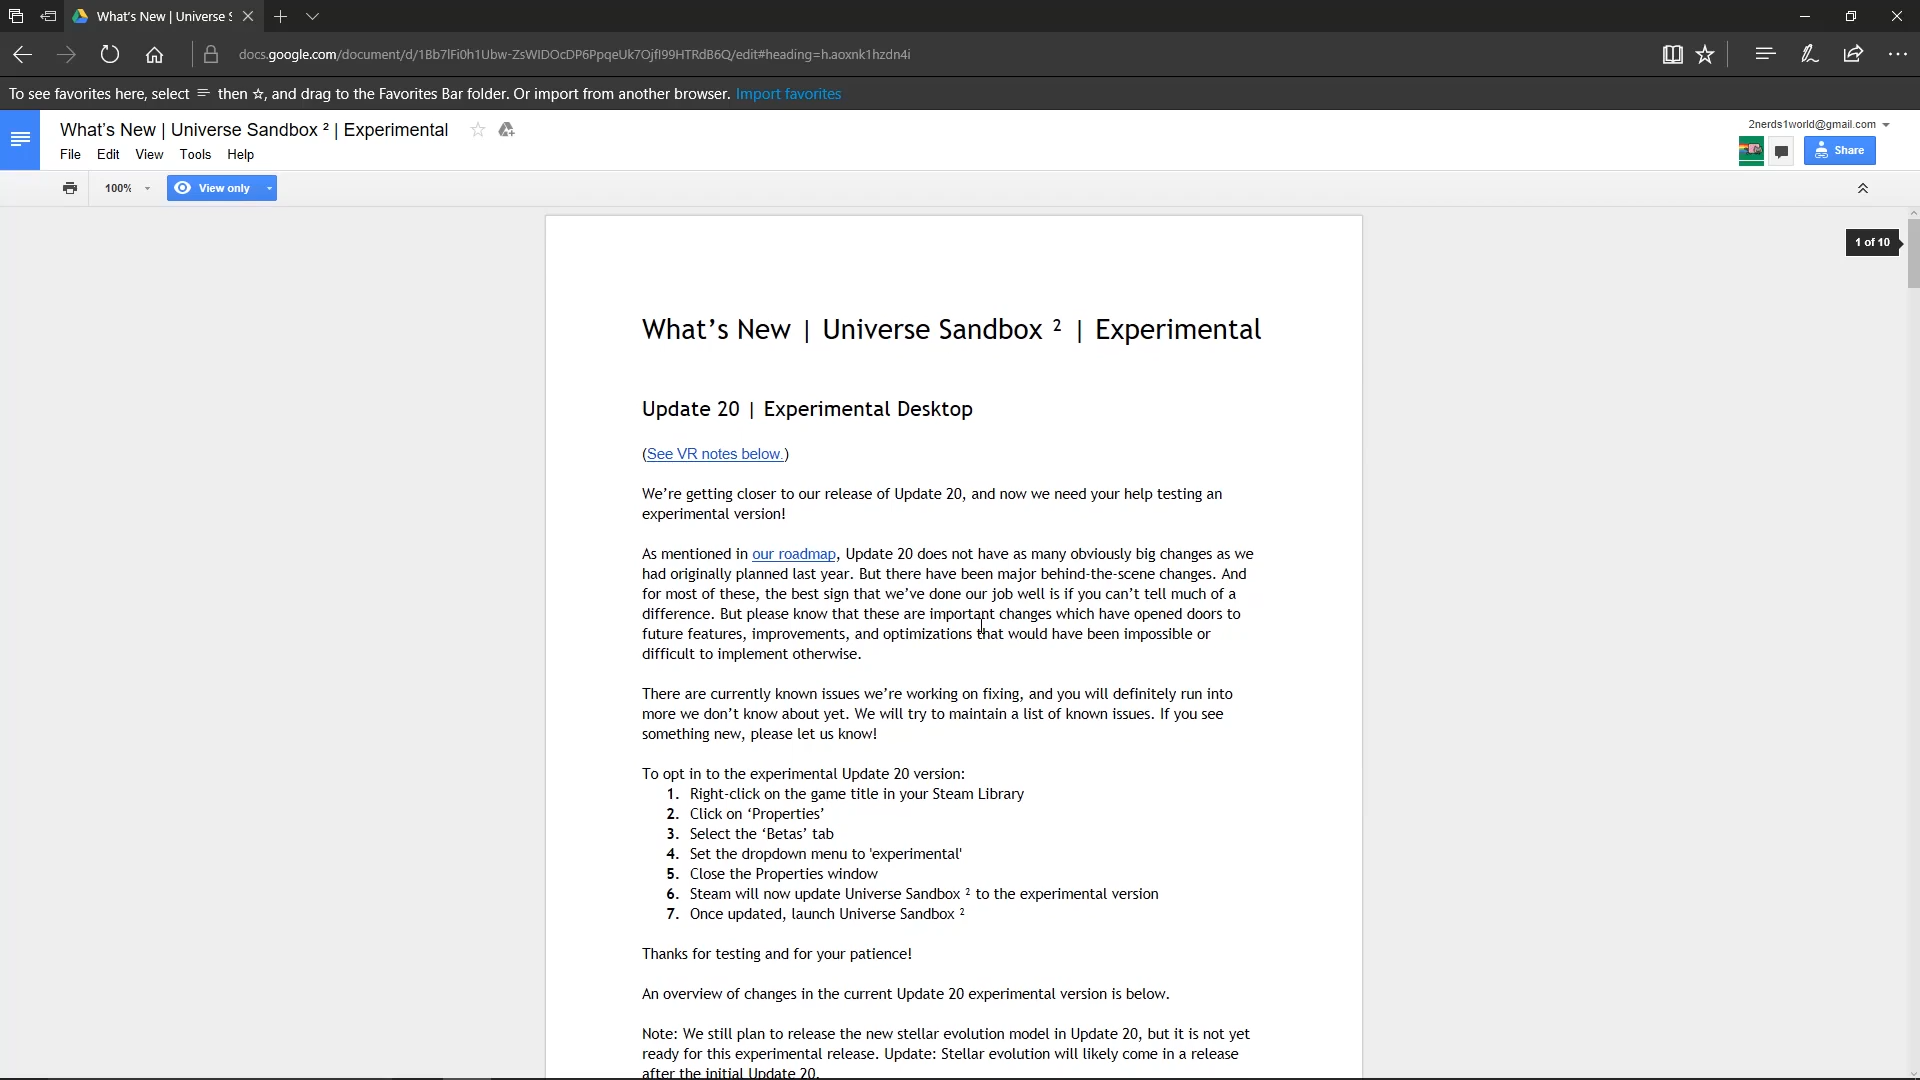 What's New | Universe S
docs.google.com/document/d/1Bb7lFi0h1Ubw-ZsWIDOcDP6PpqeUk7Ojfl99HTRdB6Q/edit#heading=h.aoxnk1hzdn4i
To see favorites here, select then, and drag to the Favorites Bar folder. Or import from another browser. Import favorites
What's New | Universe Sandbox ² | Experimental
2nerds1world@gmail.com
File Edit View Tools Help
Share
100% View only
1 of 10
What's New | Universe Sandbox ² | Experimental
Update 20 | Experimental Desktop
(See VR notes below.)
We're getting closer to our release of Update 20, and now we need your help testing an
experimental version!
As mentioned in our roadmap, Update 20 does not have as many obviously big changes as we
had originally planned last year. But there have been major behind-the-scene changes. And
for most of these, the best sign that we've done our job well is if you can't tell much of a
difference. But please know that these are important changes which have opened doors to
future features, improvements, and optimizations that would have been impossible or
difficult to implement otherwise.
There are currently known issues we're working on fixing, and you will definitely run into
more we don't know about yet. We will try to maintain a list of known issues. If you see
something new, please let us know!
To opt in to the experimental Update 20 version:
1. Right-click on the game title in your Steam Library
2. Click on ‘Properties’
3. Select the ‘Betas’ tab
4. Set the dropdown menu to 'experimental'
5. Close the Properties window
6. Steam will now update Universe Sandbox ² to the experimental version
7. Once updated, launch Universe Sandbox ²
Thanks for testing and for your patience!
An overview of changes in the current Update 20 experimental version is below.
Note: We still plan to release the new stellar evolution model in Update 20, but it is not yet
ready for this experimental release. Update: Stellar evolution will likely come in a release
after the initial Update 20.